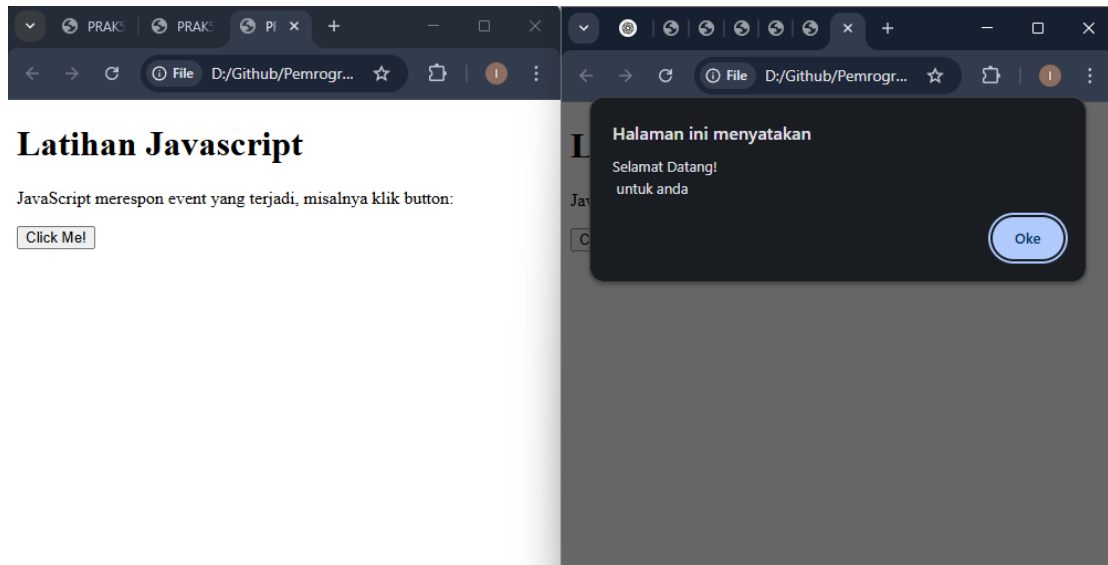 PRAKS
PRAKS
PI
File
D:/Github/Pemrogr...
I
Latihan Javascript
JavaScript merespon event yang terjadi, misalnya klik button:
Click Me!
File
D:/Github/Pemrogr...
I
Halaman ini menyatakan
Selamat Datang!
untuk anda
Oke
L
Jav
C